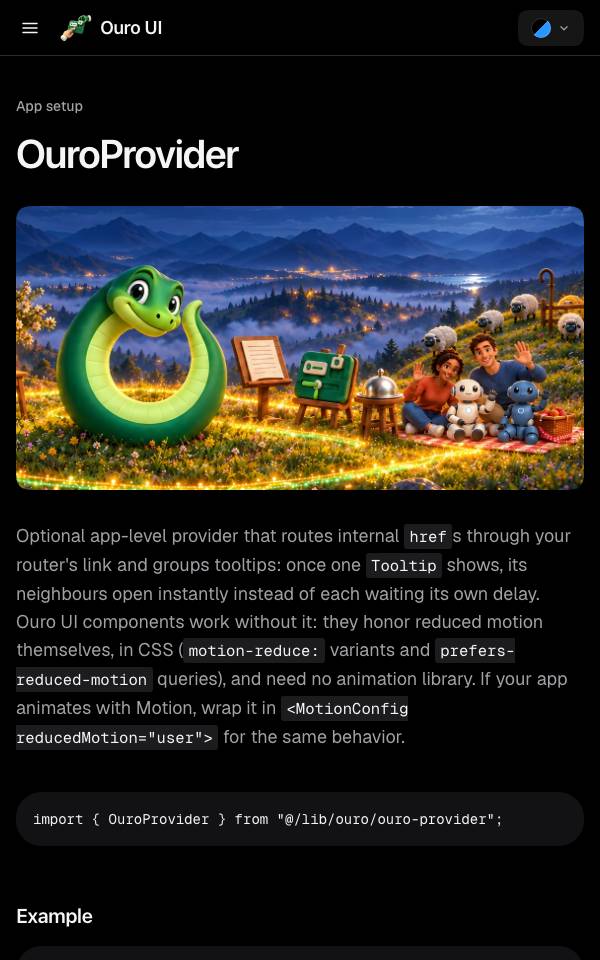 Ouro UI
App setup
OuroProvider
Optional app-level provider that routes internal hrefs through your
router's link and groups tooltips: once one Tooltip shows, its
neighbours open instantly instead of each waiting its own delay.
Ouro UI components work without it: they honor reduced motion
themselves, in CSS (motion-reduce: variants and prefers-
reduced-motion queries), and need no animation library. If your app
animates with Motion, wrap it in <MotionConfig
reducedMotion="user"> for the same behavior.
import { OuroProvider } from "@/lib/ouro/ouro-provider";
Example